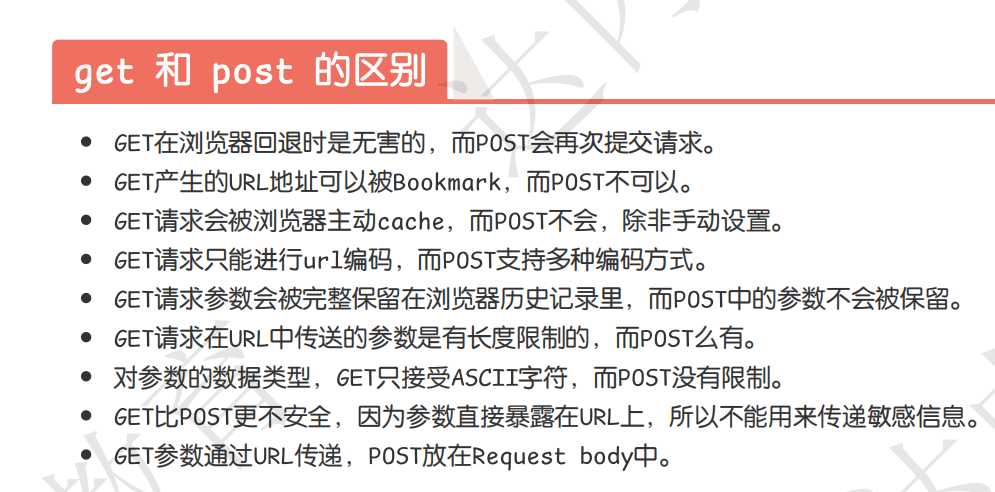 get 和 post 的区别
• GET在浏览器回退时是无害的，而POST会再次提交请求。
• GET产生的URL地址可以被Bookmark，而POST不可以。
• GET请求会被浏览器主动cache，而POST不会，除非手动设置。
• GET请求只能进行url编码，而POST支持多种编码方式。
• GET请求参数会被完整保留在浏览器历史记录里，而POST中的参数不会被保留。
• GET请求在URL中传送的参数是有长度限制的，而POST么有。
• 对参数的数据类型，GET只接受ASCII字符，而POST没有限制。
• GET比POST更不安全，因为参数直接暴露在URL上，所以不能用来传递敏感信息。
• GET参数通过URL传递，POST放在Request body中。